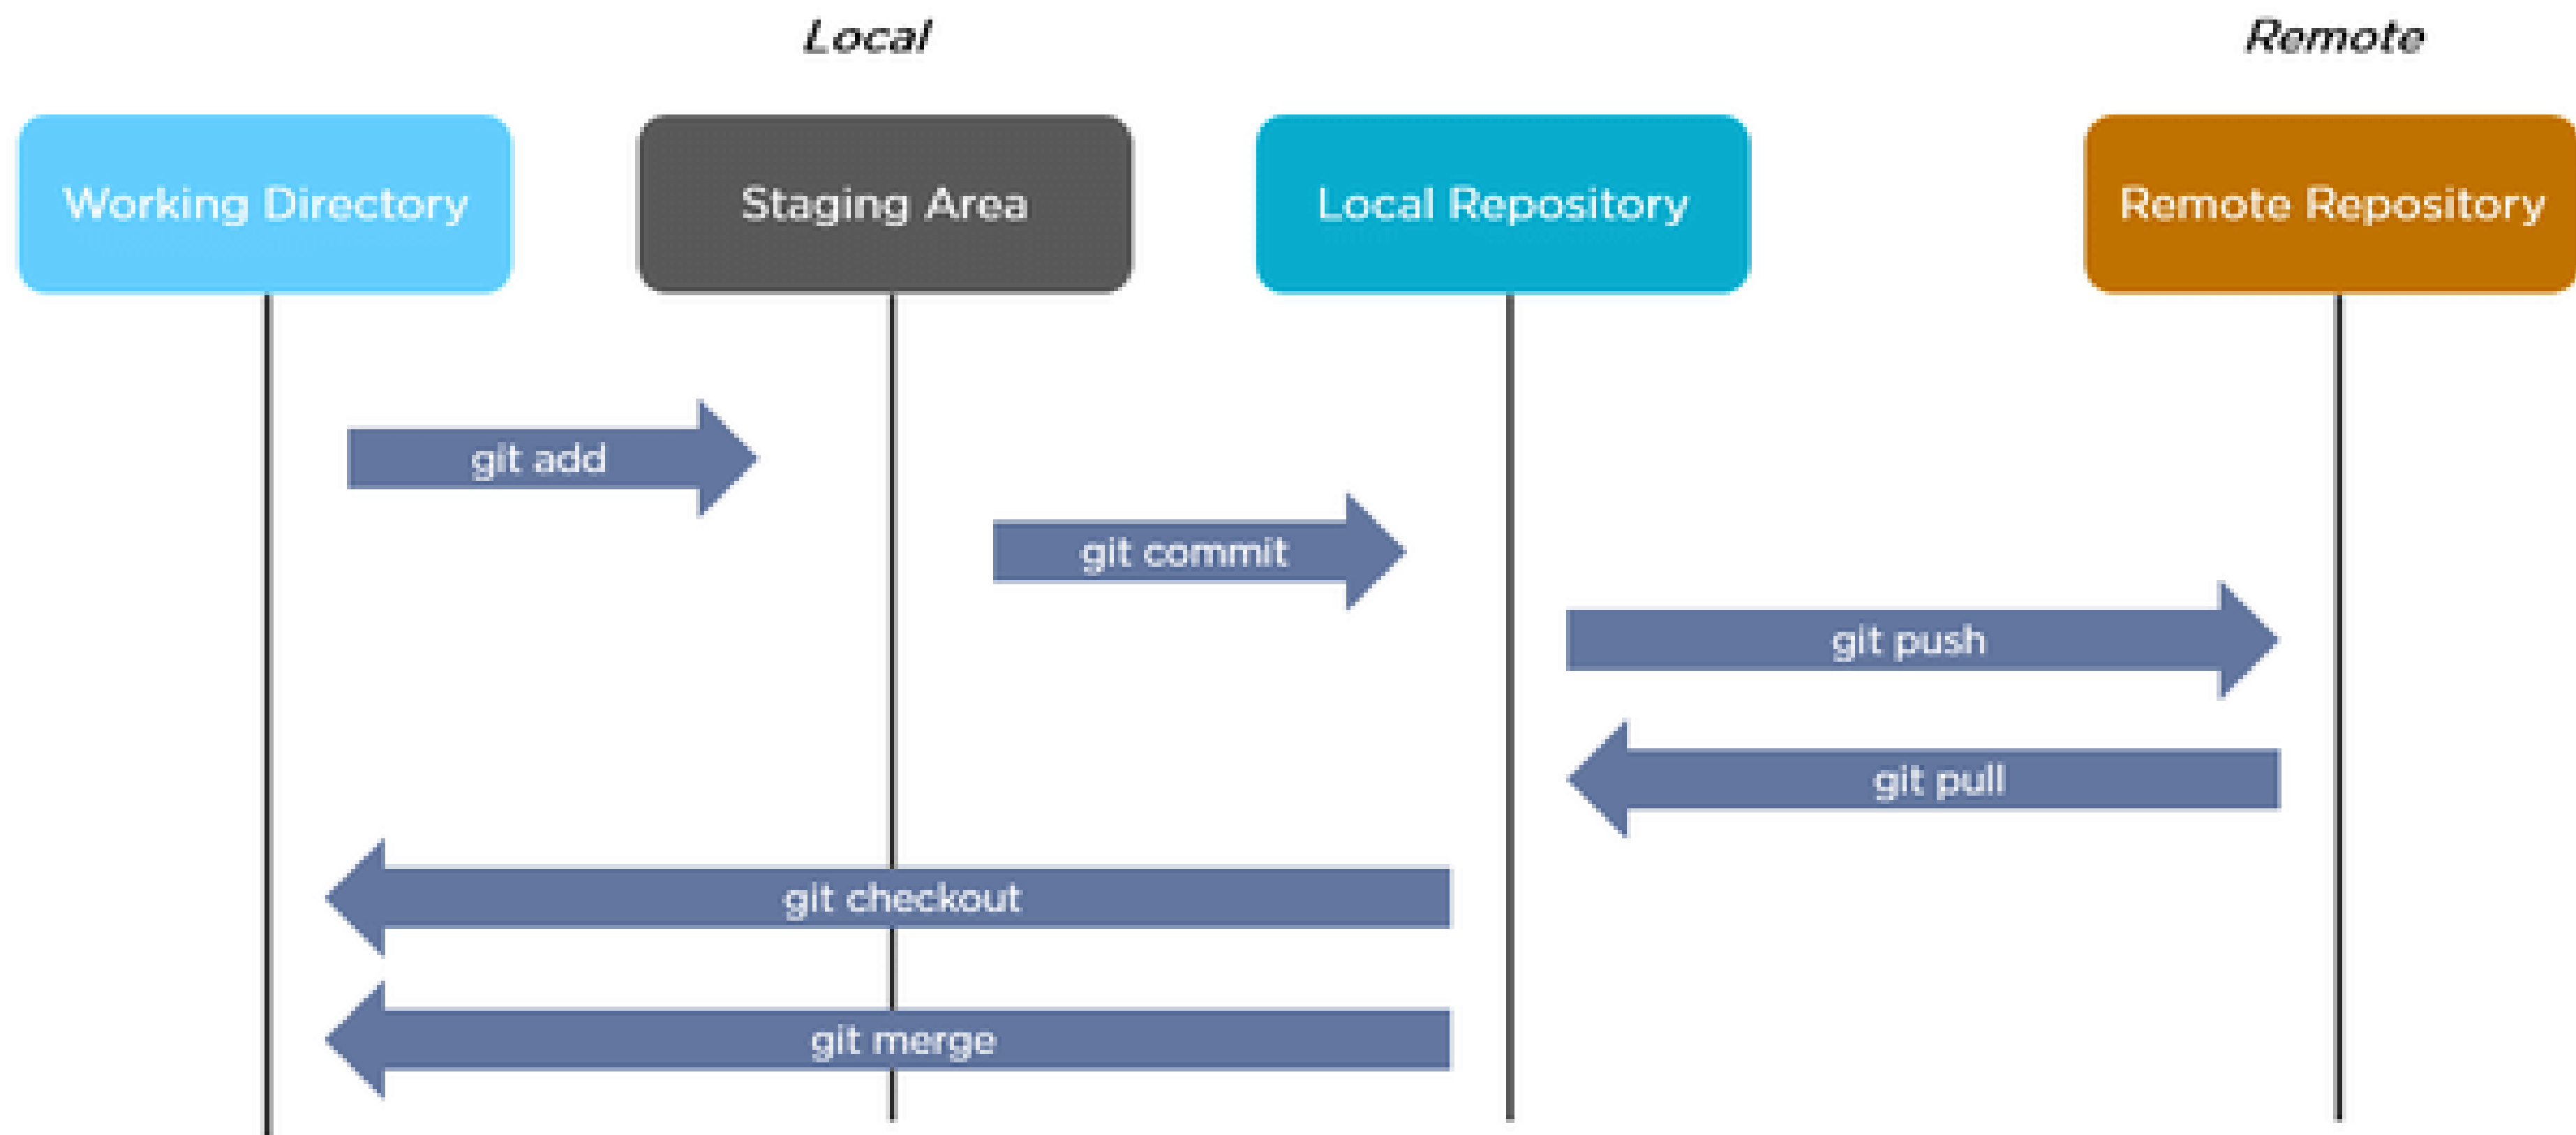 Local
Remote
Working Directory
Staging Area
Local Repository
Remote Repository
git add
git commit
git push
git pull
git checkout
git merge